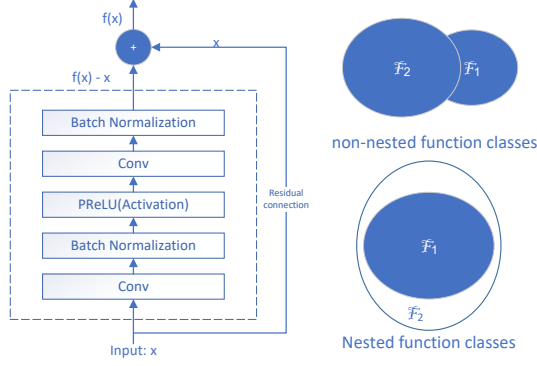 f(x)
+
x
f(x) - x
Batch Normalization
Conv
PReLU(Activation)
Batch Normalization
Conv
Residual
connection
Input: x
ℱ2
ℱ1
non-nested function classes
ℱ1
ℱ2
Nested function classes